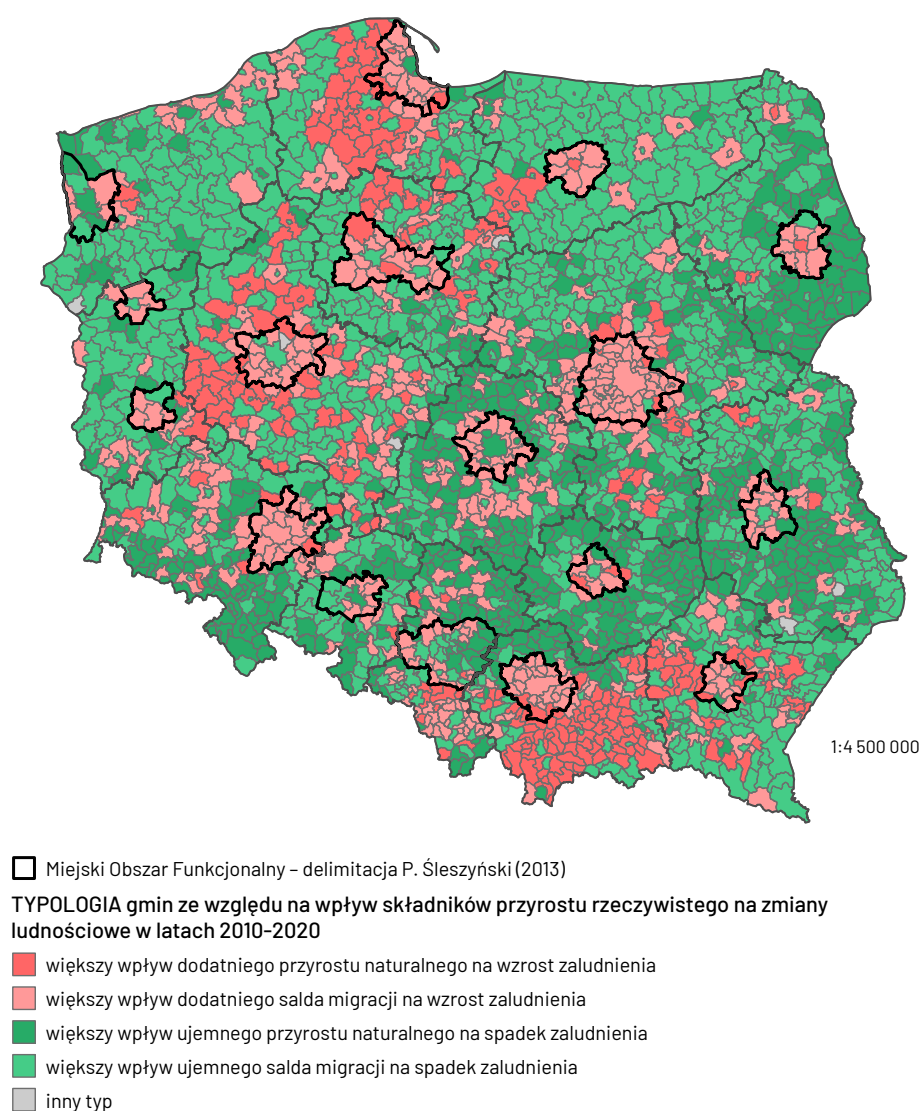 1:4 500 000
Miejski Obszar Funkcjonalny – delimitacja P. Śleszyński (2013)
TYPOLOGIA gmin ze względu na wpływ składników przyrostu rzeczywistego na zmiany
ludnościowe w latach 2010-2020
większy wpływ dodatniego przyrostu naturalnego na wzrost zaludnienia
większy wpływ dodatniego salda migracji na wzrost zaludnienia
większy wpływ ujemnego przyrostu naturalnego na spadek zaludnienia
większy wpływ ujemnego salda migracji na spadek zaludnienia
inny typ